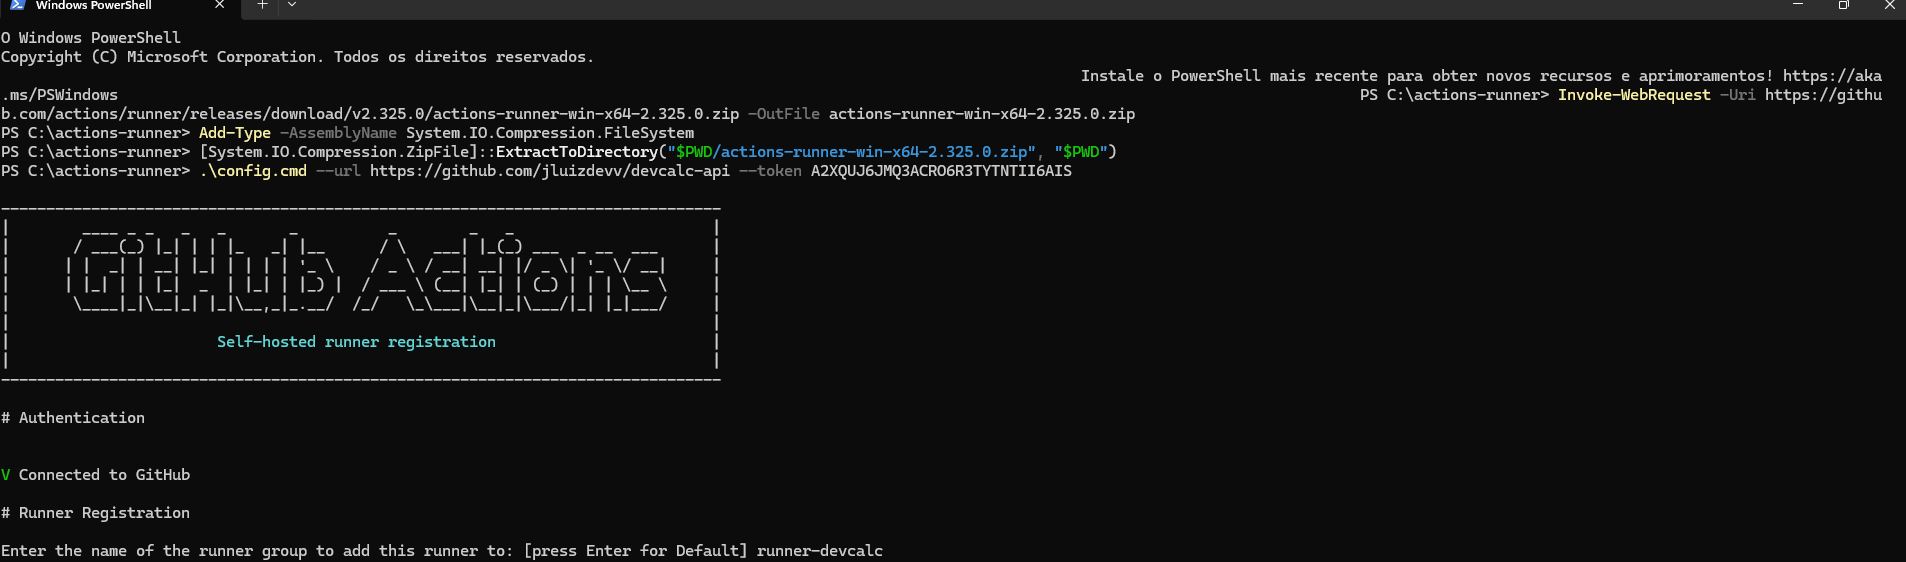 Windows PowerShell
O Windows PowerShell
Copyright (C) Microsoft Corporation. Todos os direitos reservados.
Instale o PowerShell mais recente para obter novos recursos e aprimoramentos! https://aka
.ms/PSWindows
PS C:\actions-runner> Invoke-WebRequest -Uri https://githu
b.com/actions/runner/releases/download/v2.325.0/actions-runner-win-x64-2.325.0.zip -OutFile actions-runner-win-x64-2.325.0.zip
PS C:\actions-runner> Add-Type -AssemblyName System.IO.Compression.FileSystem
PS C:\actions-runner> [System.IO.Compression.ZipFile]::ExtractToDirectory("$PWD/actions-runner-win-x64-2.325.0.zip", "$PWD")
PS C:\actions-runner> .\config.cmd --url https://github.com/jluizdevv/devcalc-api --token A2XQUJ6JMQ3ACRO6R3TYTNTII6AIS
GitHub Actions
Self-hosted runner registration
# Authentication
V Connected to GitHub
# Runner Registration
Enter the name of the runner group to add this runner to: [press Enter for Default] runner-devcalc